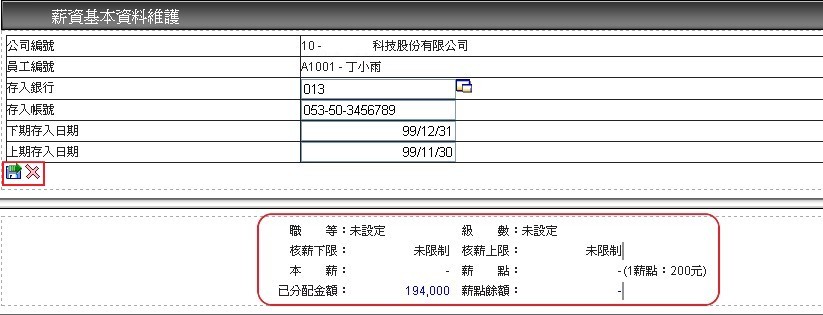 薪資基本資料維護
公司編號 10 - 科技股份有限公司
員工編號 A1001 - 丁小雨
存入銀行 013
存入帳號 053-50-3456789
下期存入日期 99/12/31
上期存入日期 99/11/30
職 等：未設定 級 數：未設定
核薪下限： 未限制 核薪上限： 未限制
本 薪： - 薪 點： - (1薪點：200元)
已分配金額： 194,000 薪點餘額： -